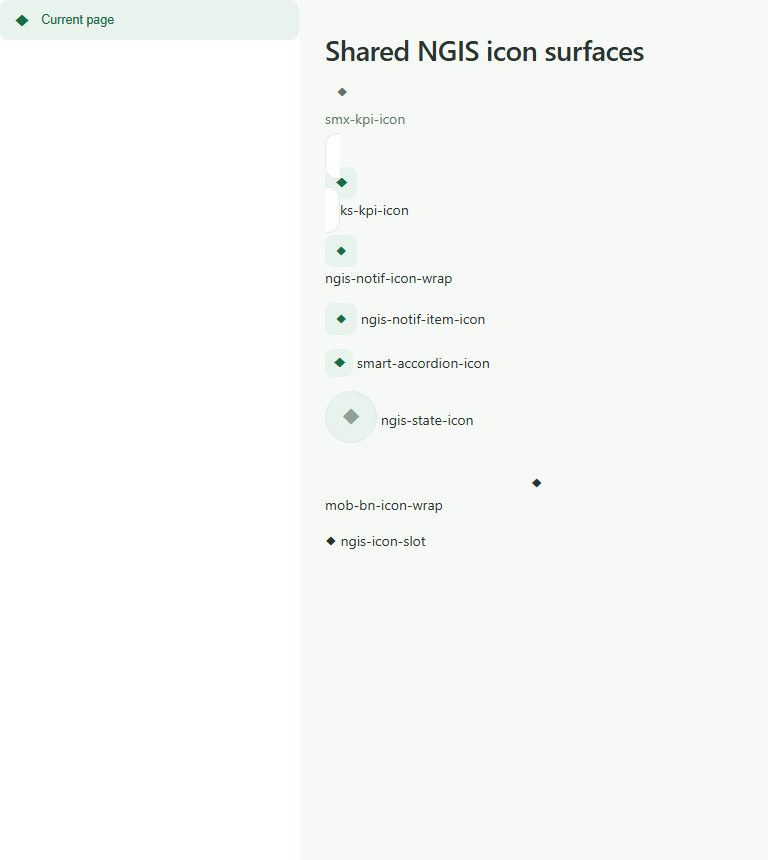 Current page
Shared NGIS icon surfaces
smx-kpi-icon
ks-kpi-icon
ngis-notif-icon-wrap
ngis-notif-item-icon
smart-accordion-icon
ngis-state-icon
mob-bn-icon-wrap
ngis-icon-slot